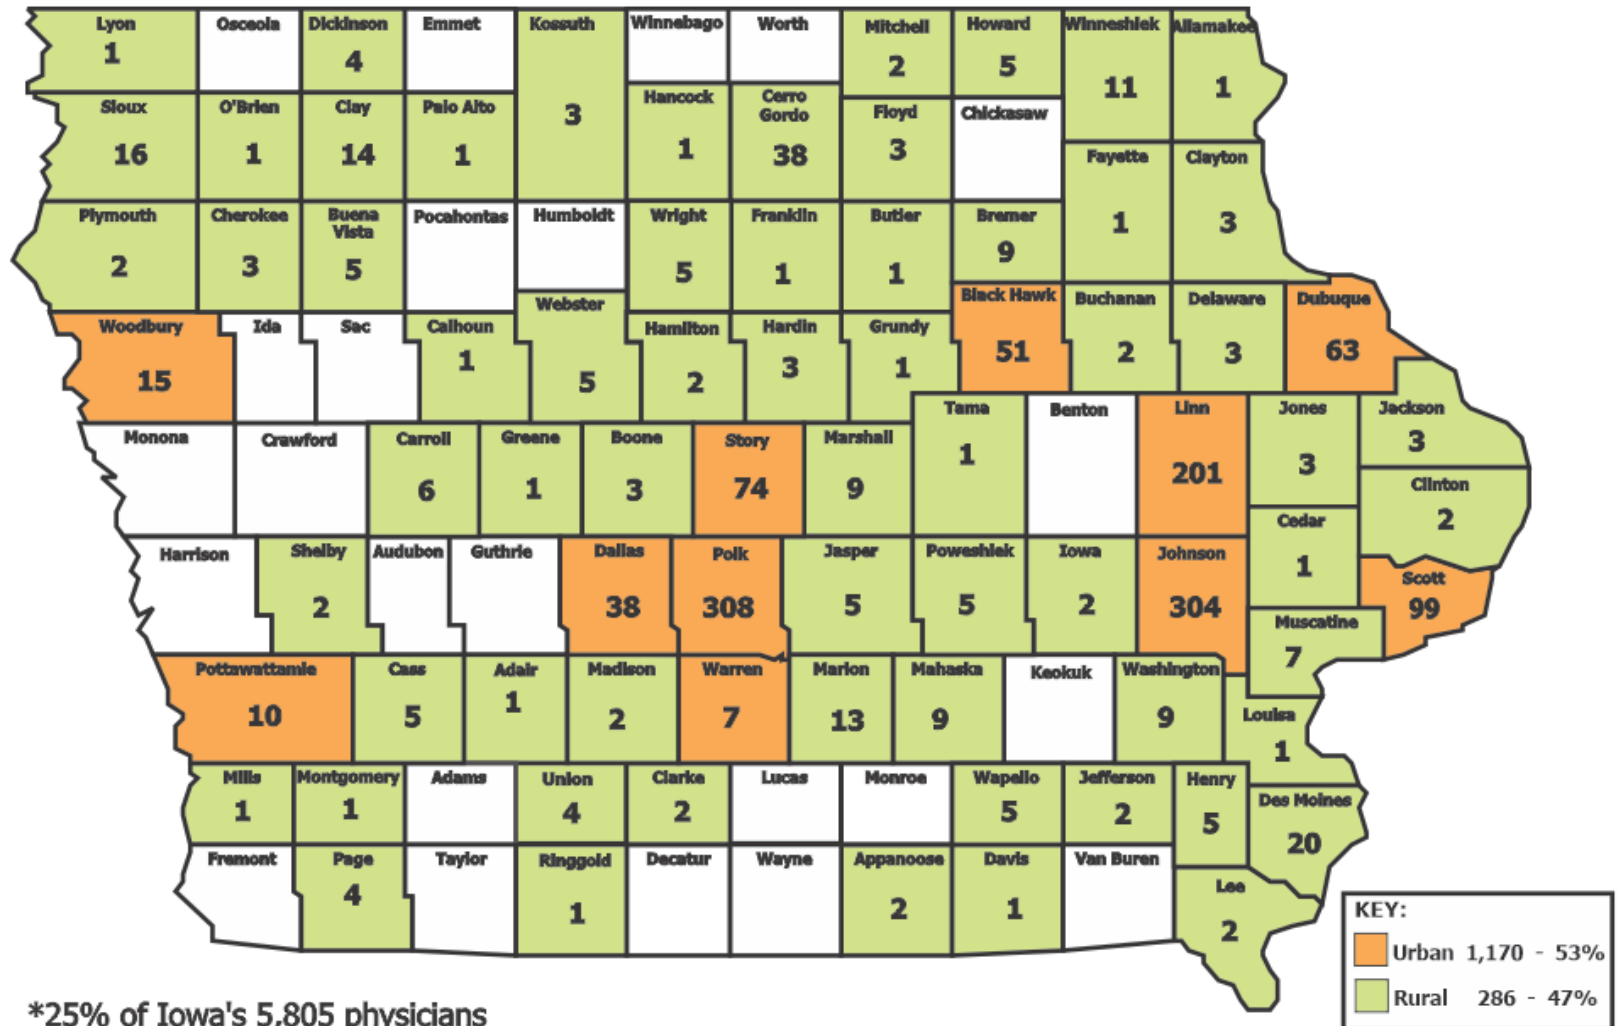 Lyon
1
Osceola
Dickinson
4
Emmet
Kossuth
3
Winnebago
Worth
Mitchell
2
Howard
5
Winneshiek
11
Allamakee
1
Sioux
16
O'Brien
1
Clay
14
Palo Alto
1
Hancock
1
Cerro
Gordo
38
Floyd
3
Chickasaw
Fayette
1
Clayton
3
Plymouth
2
Cherokee
3
Buena
Vista
5
Pocahontas
Humboldt
Wright
5
Franklin
1
Butler
1
Bremer
9
Woodbury
15
Ida
Sac
Calhoun
1
Webster
5
Hamilton
2
Hardin
3
Grundy
1
Black Hawk
51
Buchanan
2
Delaware
3
Dubuque
63
Monona
Crawford
Carroll
6
Greene
1
Boone
3
Story
74
Marshall
9
Tama
1
Benton
Linn
201
Jones
3
Jackson
3
Clinton
2
Cedar
1
Harrison
Shelby
2
Audubon
Guthrie
Dallas
38
Polk
308
Jasper
5
Poweshiek
5
Iowa
2
Johnson
304
Scott
99
Muscatine
7
Pottawattamie
10
Cass
5
Adair
1
Madison
2
Warren
7
Marion
13
Mahaska
9
Keokuk
Washington
9
Louisa
1
Mills
1
Montgomery
1
Adams
Union
4
Clarke
2
Lucas
Monroe
Wapello
5
Jefferson
2
Henry
5
Des Moines
20
Fremont
Page
4
Taylor
Ringgold
1
Decatur
Wayne
Appanoose
2
Davis
1
Van Buren
Lee
2
KEY:
Urban 1,170 - 53%
Rural 286 - 47%
*25% of Iowa's 5,805 physicians